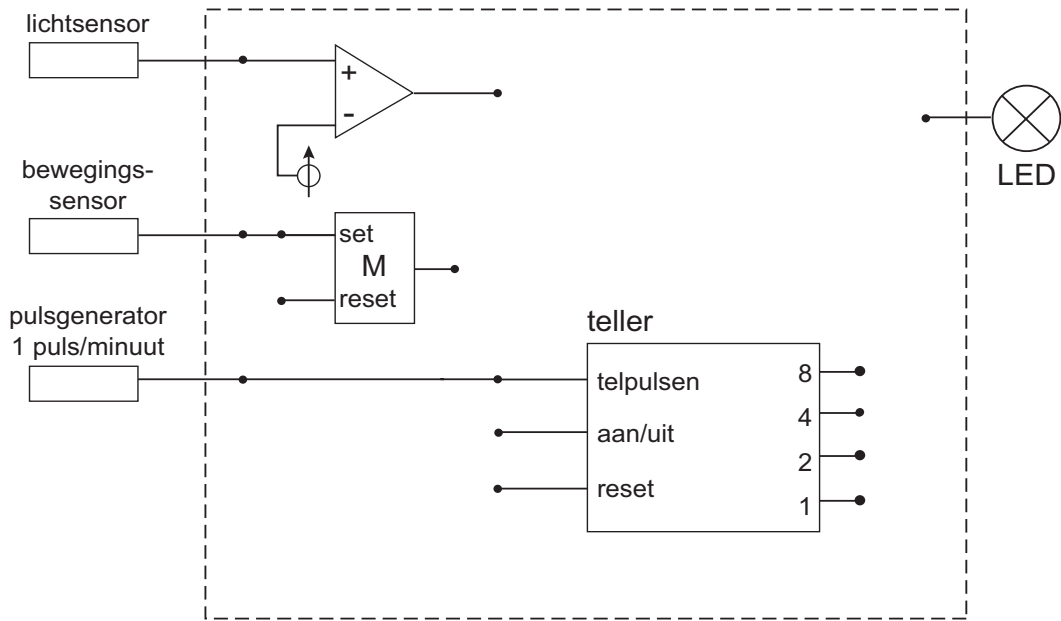 lichtsensor
+
-
bewegings-
sensor
set
M
reset
LED
pulsgenerator
1 puls/minuut
teller
telpulsen
aan/uit
reset
8
4
2
1